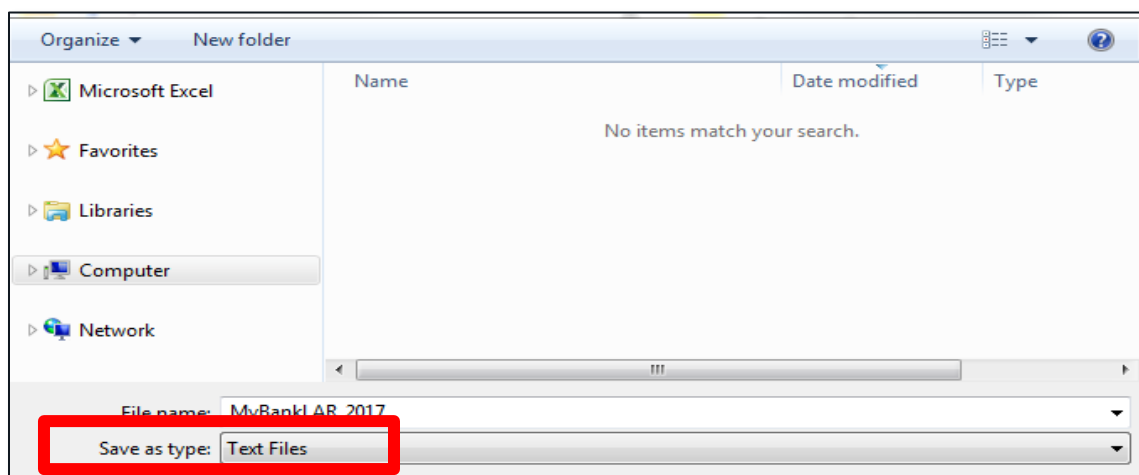 Organize New folder
Name Date modified Type
Microsoft Excel
No items match your search.
Favorites
Libraries
Computer
Network
File name: MyBankLAR_2017
Save as type: Text Files